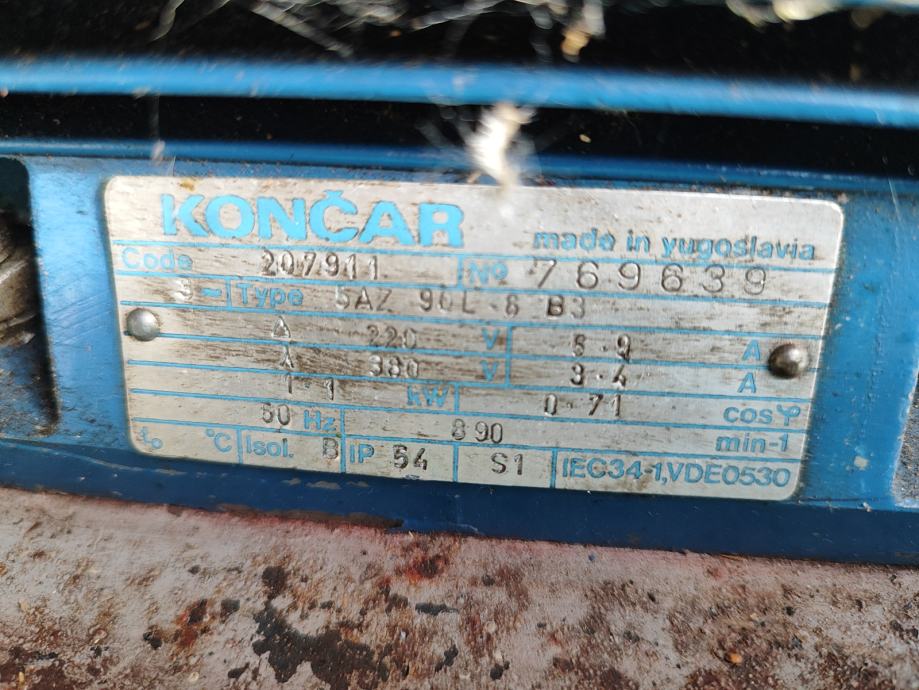 KONČAR made in yugoslavia
Code 207911 No 769639
3~ Type 5AZ 90L-6 B3
Δ 220 V 5.9 A
Y 380 V 3.4 A
1.1 kW 0.71 cosφ
50 Hz 890 min-1
t₀ °C Isol. B IP 54 S1 IEC34-1,VDE0530